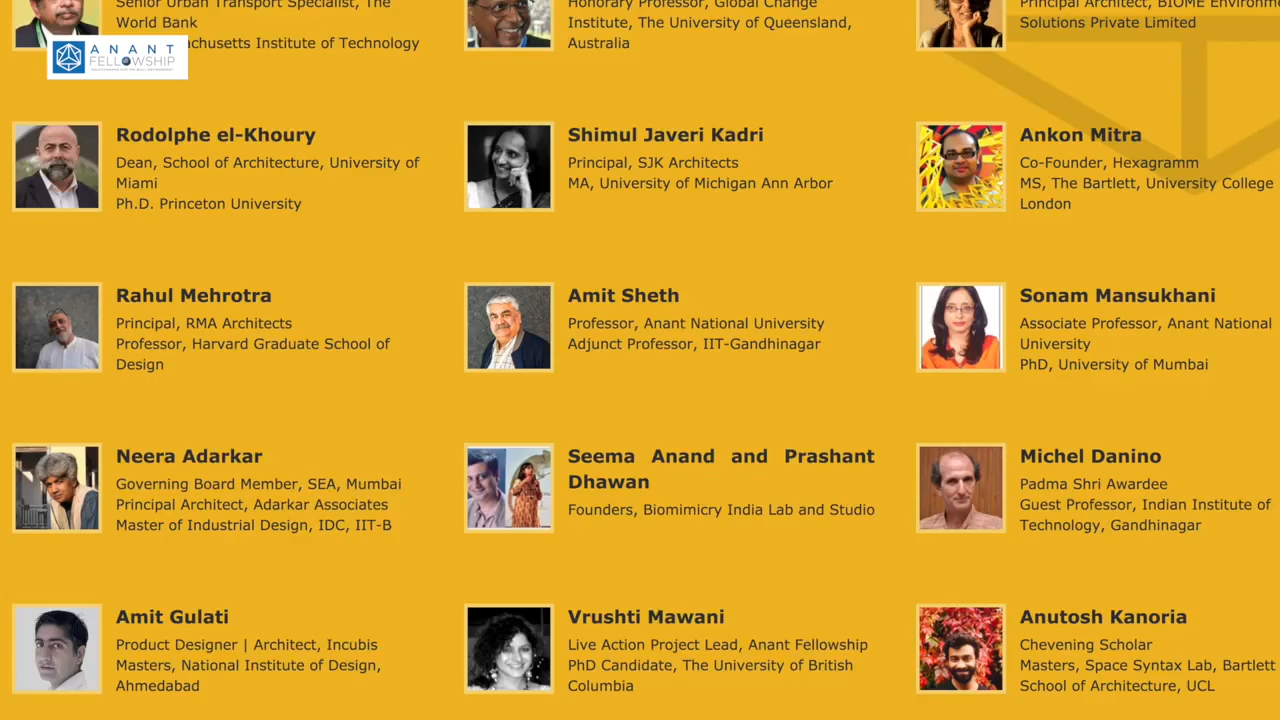 Senior Urban Transport Specialist, The
World Bank
achusetts Institute of Technology
Honorary Professor, Global Change
Institute, The University of Queensland,
Australia
Principal Architect, BIOME Environme
Solutions Private Limited
ANANT
FELLOWSHIP
Rodolphe el-Khoury
Dean, School of Architecture, University of
Miami
Ph.D. Princeton University
Shimul Javeri Kadri
Principal, SJK Architects
MA, University of Michigan Ann Arbor
Ankon Mitra
Co-Founder, Hexagramm
MS, The Bartlett, University College
London
Rahul Mehrotra
Principal, RMA Architects
Professor, Harvard Graduate School of
Design
Amit Sheth
Professor, Anant National University
Adjunct Professor, IIT-Gandhinagar
Sonam Mansukhani
Associate Professor, Anant National
University
PhD, University of Mumbai
Neera Adarkar
Governing Board Member, SEA, Mumbai
Principal Architect, Adarkar Associates
Master of Industrial Design, IDC, IIT-B
Seema Anand and Prashant
Dhawan
Founders, Biomimicry India Lab and Studio
Michel Danino
Padma Shri Awardee
Guest Professor, Indian Institute of
Technology, Gandhinagar
Amit Gulati
Product Designer | Architect, Incubis
Masters, National Institute of Design,
Ahmedabad
Vrushti Mawani
Live Action Project Lead, Anant Fellowship
PhD Candidate, The University of British
Columbia
Anutosh Kanoria
Chevening Scholar
Masters, Space Syntax Lab, Bartlett
School of Architecture, UCL